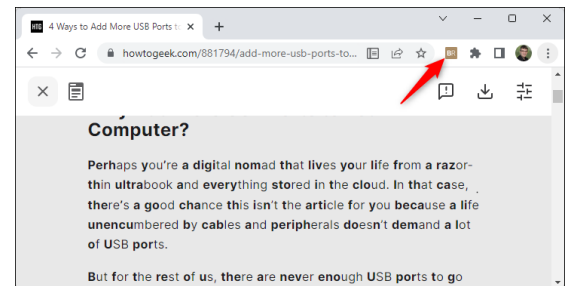 HTG 4 Ways to Add More USB Ports to
howtogeek.com/881794/add-more-usb-ports-to...
BR
Computer?
Perhaps you're a digital nomad that lives your life from a razor-
thin ultrabook and everything stored in the cloud. In that case,
there's a good chance this isn't the article for you because a life
unencumbered by cables and peripherals doesn't demand a lot
of USB ports.
But for the rest of us, there are never enough USB ports to go